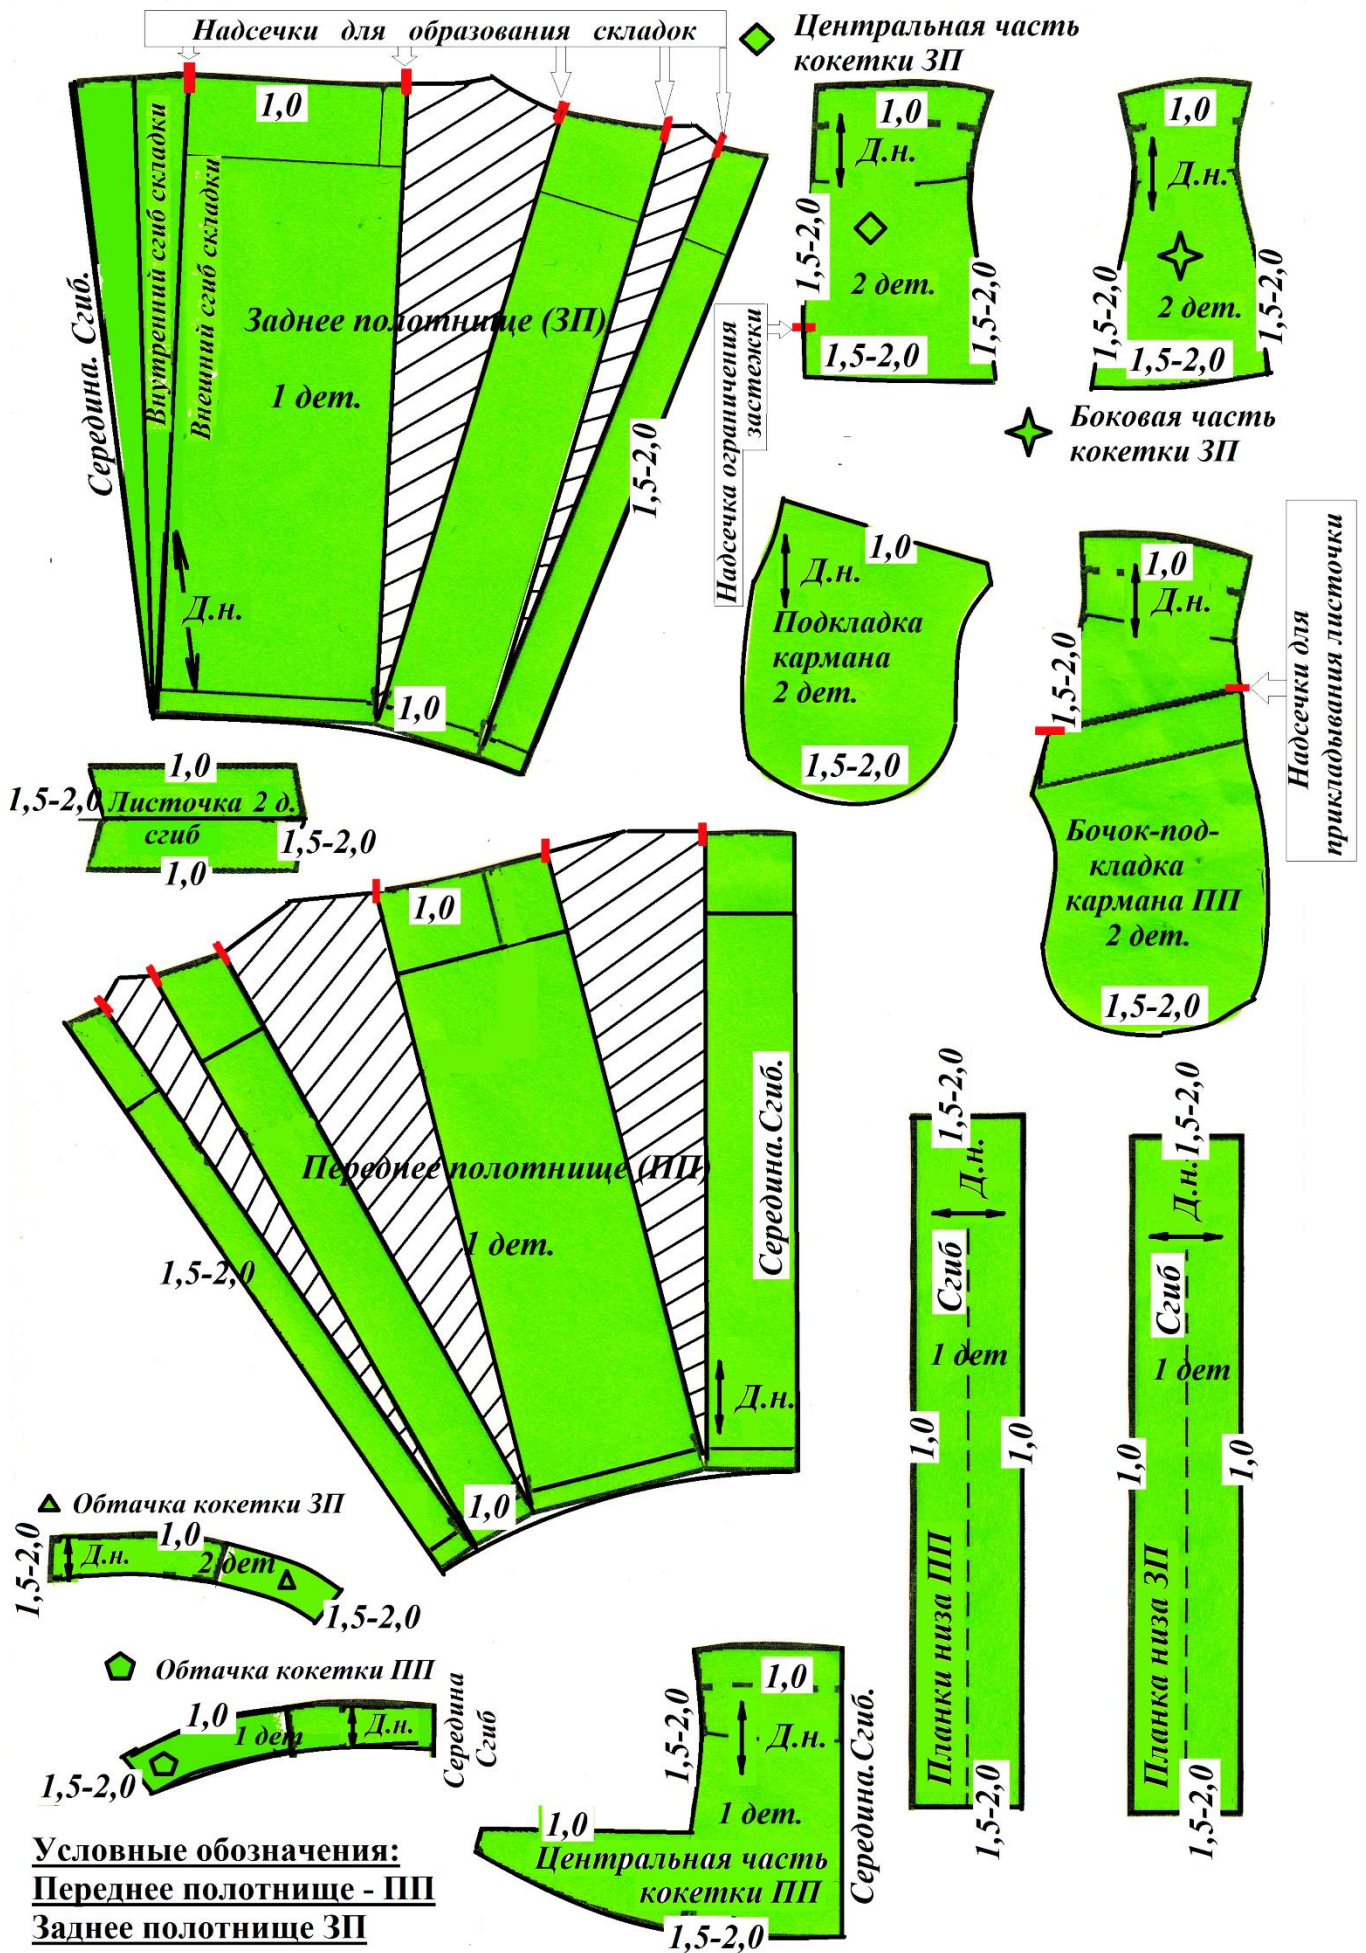 Надсечки для образования складок
Центральная часть
кокетки ЗП
1,0
Середина. Сгиб.
Внутренний сгиб складки
Внешний сгиб складки
Заднее полотнище (ЗП)
1 дет.
Д.н.
1,0
1,5-2,0
1,0
Д.н.
1,5-2,0
2 дет.
1,5-2,0
1,5-2,0
Надсечка ограничения
застежки
1,0
Д.н.
1,5-2,0
2 дет.
1,5-2,0
1,5-2,0
Боковая часть
кокетки ЗП
1,0
Д.н.
Подкладка
кармана
2 дет.
1,5-2,0
1,0
Д.н.
1,5-2,0
Бочок-под-
кладка
кармана ПП
2 дет.
1,5-2,0
Надсечки для
прикладывания листочки
1,0
1,5-2,0
Листочка 2 д.
сгиб
1,5-2,0
1,0
1,0
Переднее полотнище (ПП)
1 дет.
1,5-2,0
Середина.Сгиб.
Д.н.
1,0
1,5-2,0
Д.н.
Сгиб
1 дет
1,0
1,0
Планки низа ПП
1,5-2,0
1,5-2,0
Д.н.
Сгиб
1 дет
1,0
1,0
Планка низа ЗП
1,5-2,0
Обтачка кокетки ЗП
1,5-2,0
1,0
Д.н.
2 дет
1,5-2,0
Обтачка кокетки ПП
1,0
1 дет
Д.н.
1,5-2,0
Середина
Сгиб
1,0
1,5-2,0
Д.н.
1 дет.
1,0
Центральная часть
кокетки ПП
1,5-2,0
Середина.Сгиб.
Условные обозначения:
Переднее полотнище - ПП
Заднее полотнище ЗП